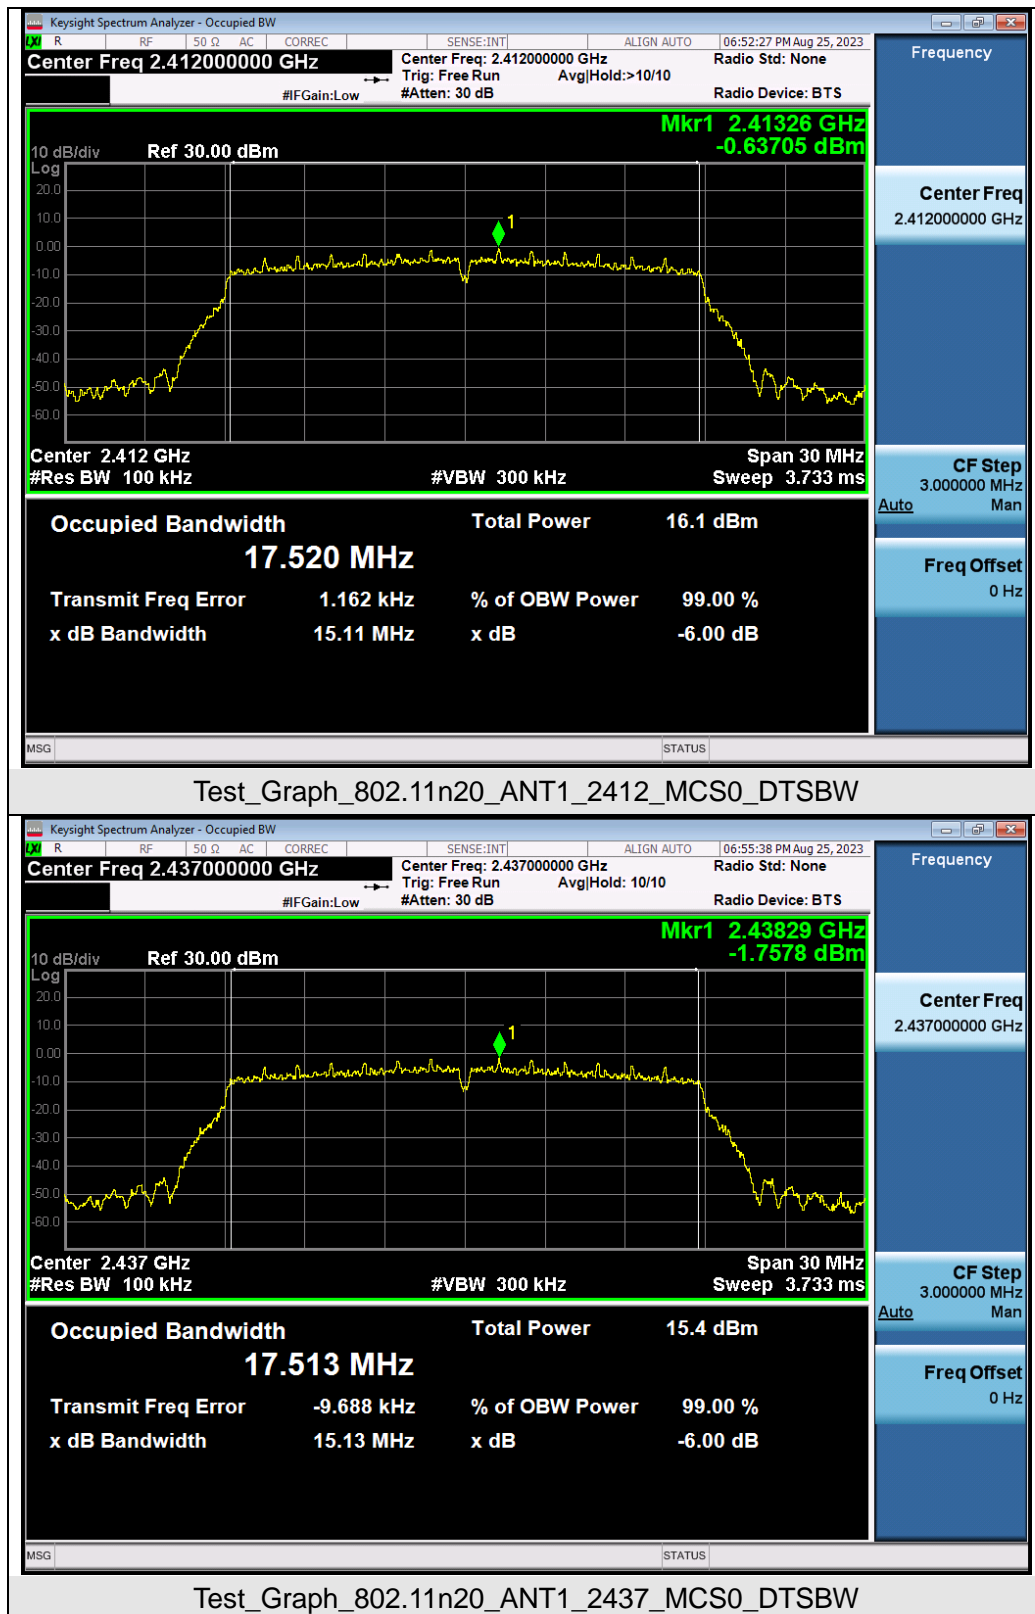 Keysight Spectrum Analyzer - Occupied BW
LXI R RF 50 Ω AC CORREC SENSE:INT ALIGN AUTO 06:52:27 PM Aug 25, 2023
Center Freq 2.412000000 GHz
Center Freq: 2.412000000 GHz Radio Std: None
Trig: Free Run Avg|Hold:>10/10
#IFGain:Low #Atten: 30 dB Radio Device: BTS
Frequency
Mkr1 2.41326 GHz
-0.63705 dBm
10 dB/div Ref 30.00 dBm
Log
20.0
10.0
0.00
-10.0
-20.0
-30.0
-40.0
-50.0
-60.0
1
Center 2.412 GHz Span 30 MHz
#Res BW 100 kHz #VBW 300 kHz Sweep 3.733 ms
Center Freq
2.412000000 GHz
CF Step
3.000000 MHz
Auto Man
Freq Offset
0 Hz
Occupied Bandwidth Total Power 16.1 dBm
17.520 MHz
Transmit Freq Error 1.162 kHz % of OBW Power 99.00 %
x dB Bandwidth 15.11 MHz x dB -6.00 dB
MSG STATUS
Test_Graph_802.11n20_ANT1_2412_MCS0_DTSBW
Keysight Spectrum Analyzer - Occupied BW
LXI R RF 50 Ω AC CORREC SENSE:INT ALIGN AUTO 06:55:38 PM Aug 25, 2023
Center Freq 2.437000000 GHz
Center Freq: 2.437000000 GHz Radio Std: None
Trig: Free Run Avg|Hold: 10/10
#IFGain:Low #Atten: 30 dB Radio Device: BTS
Frequency
Mkr1 2.43829 GHz
-1.7578 dBm
10 dB/div Ref 30.00 dBm
Log
20.0
10.0
0.00
-10.0
-20.0
-30.0
-40.0
-50.0
-60.0
1
Center 2.437 GHz Span 30 MHz
#Res BW 100 kHz #VBW 300 kHz Sweep 3.733 ms
Center Freq
2.437000000 GHz
CF Step
3.000000 MHz
Auto Man
Freq Offset
0 Hz
Occupied Bandwidth Total Power 15.4 dBm
17.513 MHz
Transmit Freq Error -9.688 kHz % of OBW Power 99.00 %
x dB Bandwidth 15.13 MHz x dB -6.00 dB
MSG STATUS
Test_Graph_802.11n20_ANT1_2437_MCS0_DTSBW